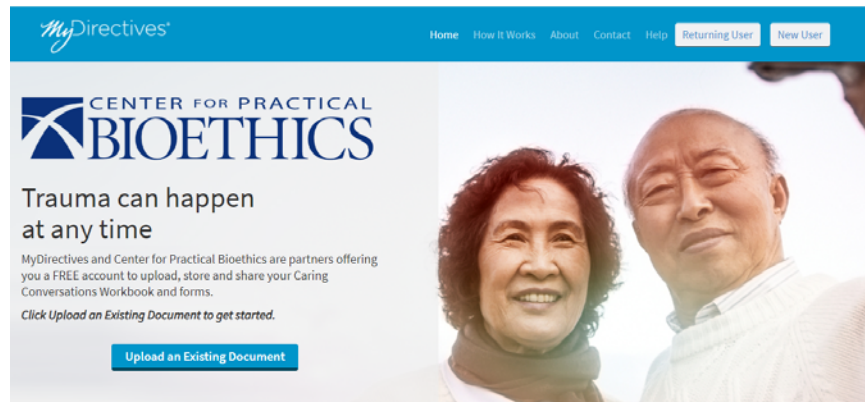 MyDirectives®
Home How It Works About Contact Help Returning User New User
CENTER FOR PRACTICAL
BIOETHICS
Trauma can happen
at any time
MyDirectives and Center for Practical Bioethics are partners offering
you a FREE account to upload, store and share your Caring
Conversations Workbook and forms.
Click Upload an Existing Document to get started.
Upload an Existing Document